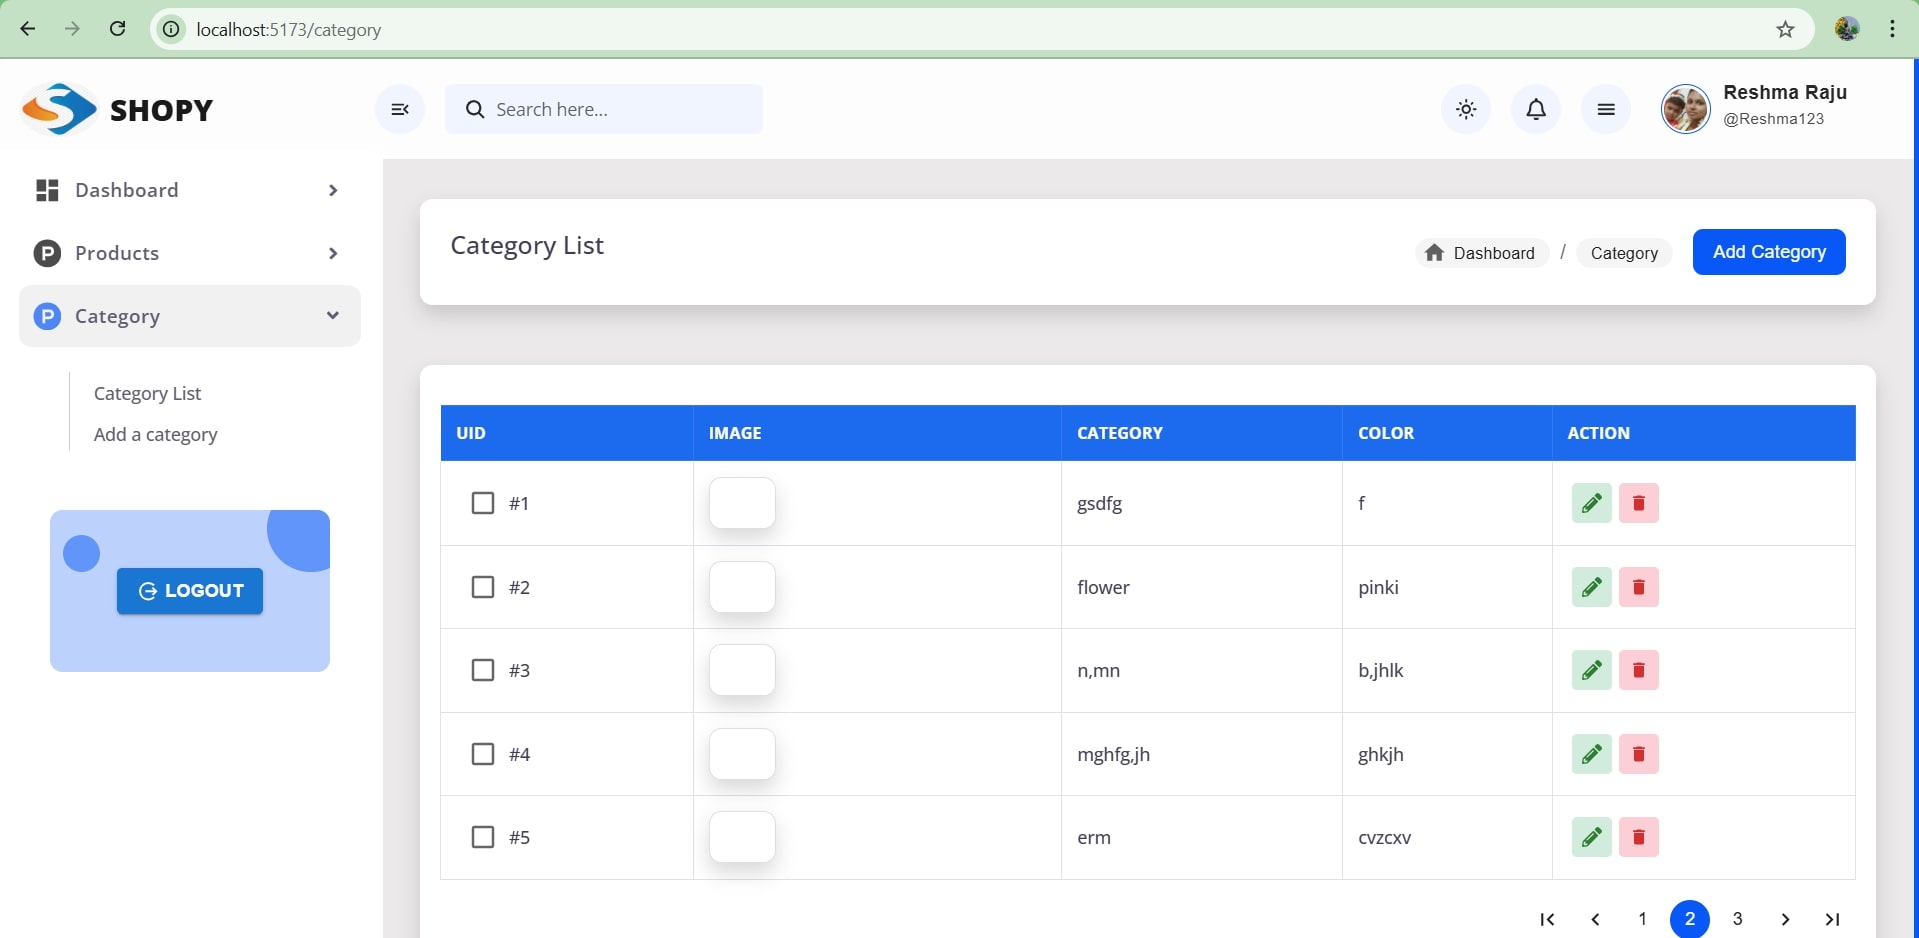 localhost:5173/category
SHOPY
Search here...
Reshma Raju
@Reshma123
Dashboard
Products
Category
Category List
Add a category
LOGOUT
Category List
Dashboard / Category
Add Category
UID IMAGE CATEGORY COLOR ACTION
#1 gsdfg f
#2 flower pinki
#3 n,mn b,jhlk
#4 mghfg,jh ghkjh
#5 erm cvzcxv
1 2 3